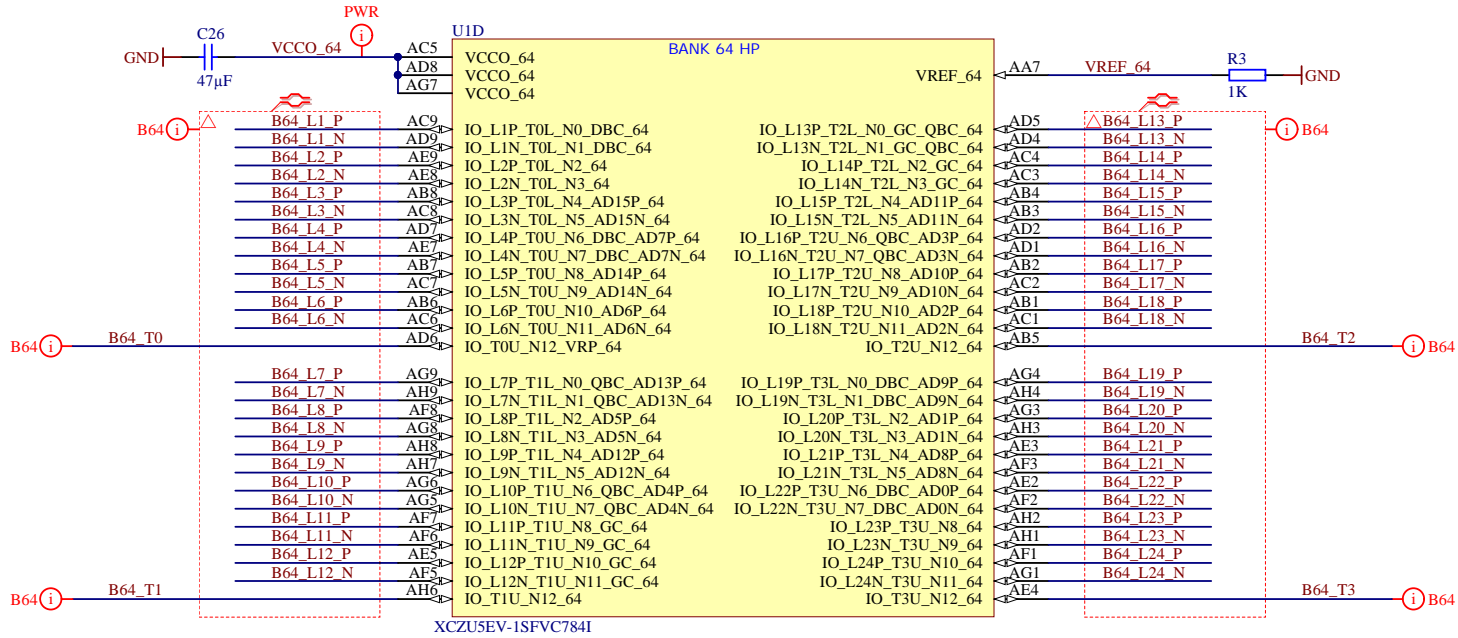 PWR
C26
U1D
BANK 64 HP
GND
VCCO_64
AC5
VCCO_64
47µF
AD8
VCCO_64
AG7
VCCO_64
VREF_64
AA7
VREF_64
R3
1K
GND
B64
i
B64_L1_P AC9 IO_L1P_T0L_N0_DBC_64 IO_L13P_T2L_N0_GC_QBC_64 AD5 B64_L13_P
i
B64
B64_L1_N AD9 IO_L1N_T0L_N1_DBC_64 IO_L13N_T2L_N1_GC_QBC_64 AD4 B64_L13_N
B64_L2_P AE9 IO_L2P_T0L_N2_64 IO_L14P_T2L_N2_GC_64 AC4 B64_L14_P
B64_L2_N AE8 IO_L2N_T0L_N3_64 IO_L14N_T2L_N3_GC_64 AC3 B64_L14_N
B64_L3_P AB8 IO_L3P_T0L_N4_AD15P_64 IO_L15P_T2L_N4_AD11P_64 AB4 B64_L15_P
B64_L3_N AC8 IO_L3N_T0L_N5_AD15N_64 IO_L15N_T2L_N5_AD11N_64 AB3 B64_L15_N
B64_L4_P AD7 IO_L4P_T0U_N6_DBC_AD7P_64 IO_L16P_T2U_N6_QBC_AD3P_64 AD2 B64_L16_P
B64_L4_N AE7 IO_L4N_T0U_N7_DBC_AD7N_64 IO_L16N_T2U_N7_QBC_AD3N_64 AD1 B64_L16_N
B64_L5_P AB7 IO_L5P_T0U_N8_AD14P_64 IO_L17P_T2U_N8_AD10P_64 AB2 B64_L17_P
B64_L5_N AC7 IO_L5N_T0U_N9_AD14N_64 IO_L17N_T2U_N9_AD10N_64 AC2 B64_L17_N
B64_L6_P AB6 IO_L6P_T0U_N10_AD6P_64 IO_L18P_T2U_N10_AD2P_64 AB1 B64_L18_P
B64_L6_N AC6 IO_L6N_T0U_N11_AD6N_64 IO_L18N_T2U_N11_AD2N_64 AC1 B64_L18_N
B64 i B64_T0 AD6 IO_T0U_N12_VRP_64 IO_T2U_N12_64 AB5 B64_T2 i B64
B64_L7_P AG9 IO_L7P_T1L_N0_QBC_AD13P_64 IO_L19P_T3L_N0_DBC_AD9P_64 AG4 B64_L19_P
B64_L7_N AH9 IO_L7N_T1L_N1_QBC_AD13N_64 IO_L19N_T3L_N1_DBC_AD9N_64 AH4 B64_L19_N
B64_L8_P AF8 IO_L8P_T1L_N2_AD5P_64 IO_L20P_T3L_N2_AD1P_64 AG3 B64_L20_P
B64_L8_N AG8 IO_L8N_T1L_N3_AD5N_64 IO_L20N_T3L_N3_AD1N_64 AH3 B64_L20_N
B64_L9_P AH8 IO_L9P_T1L_N4_AD12P_64 IO_L21P_T3L_N4_AD8P_64 AE3 B64_L21_P
B64_L9_N AH7 IO_L9N_T1L_N5_AD12N_64 IO_L21N_T3L_N5_AD8N_64 AF3 B64_L21_N
B64_L10_P AG6 IO_L10P_T1U_N6_QBC_AD4P_64 IO_L22P_T3U_N6_DBC_AD0P_64 AE2 B64_L22_P
B64_L10_N AG5 IO_L10N_T1U_N7_QBC_AD4N_64 IO_L22N_T3U_N7_DBC_AD0N_64 AF2 B64_L22_N
B64_L11_P AF7 IO_L11P_T1U_N8_GC_64 IO_L23P_T3U_N8_64 AH2 B64_L23_P
B64_L11_N AF6 IO_L11N_T1U_N9_GC_64 IO_L23N_T3U_N9_64 AH1 B64_L23_N
B64_L12_P AE5 IO_L12P_T1U_N10_GC_64 IO_L24P_T3U_N10_64 AF1 B64_L24_P
B64_L12_N AF5 IO_L12N_T1U_N11_GC_64 IO_L24N_T3U_N11_64 AG1 B64_L24_N
B64 i B64_T1 AH6 IO_T1U_N12_64 IO_T3U_N12_64 AE4 B64_T3 i B64
XCZU5EV-1SFVC784I